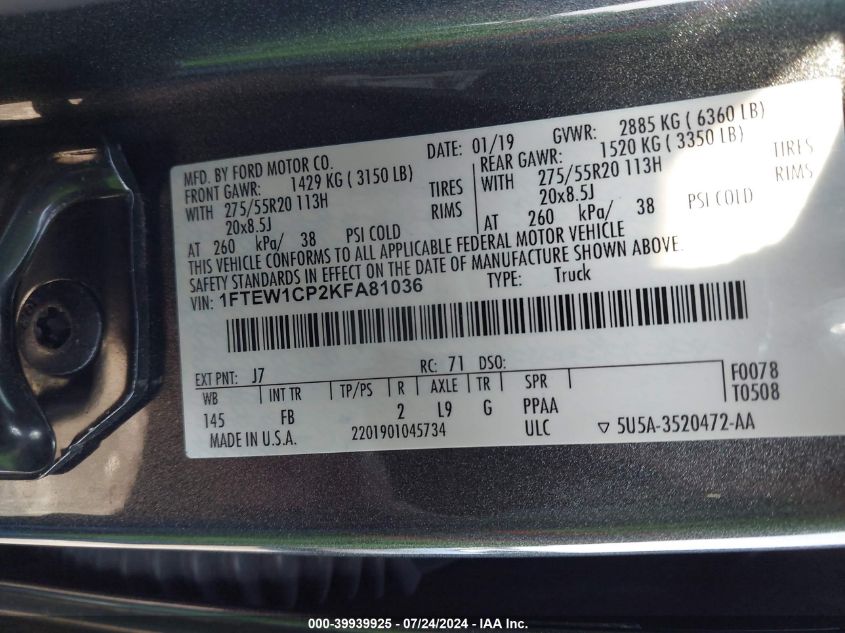 MFD. BY FORD MOTOR CO.
DATE: 01/19 GVWR: 2885 KG ( 6360 LB)
FRONT GAWR: 1429 KG ( 3150 LB)
REAR GAWR: 1520 KG ( 3350 LB)
WITH 275/55R20 113H TIRES
WITH 275/55R20 113H TIRES
20x8.5J RIMS
20x8.5J RIMS
AT 260 kPa/ 38 PSI COLD
AT 260 kPa/ 38 PSI COLD
THIS VEHICLE CONFORMS TO ALL APPLICABLE FEDERAL MOTOR VEHICLE
SAFETY STANDARDS IN EFFECT ON THE DATE OF MANUFACTURE SHOWN ABOVE.
VIN: 1FTEW1CP2KFA81036 TYPE: Truck
EXT PNT: J7 RC: 71 DSO:
WB INT TR TP/PS R AXLE TR SPR
F0078
145 FB 2 L9 G PPAA
T0508
MADE IN U.S.A. 2201901045734 ULC ▽ 5U5A-3520472-AA
000-39939925 - 07/24/2024 - IAA Inc.